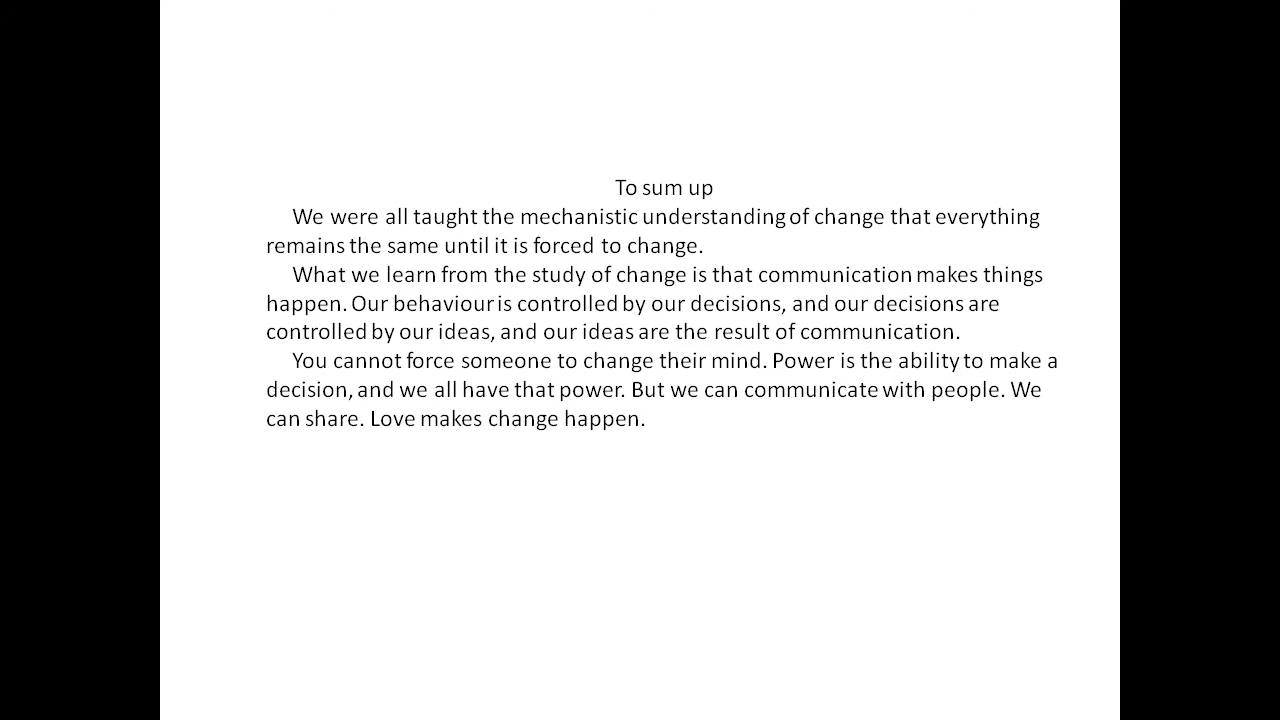 To sum up
We were all taught the mechanistic understanding of change that everything
remains the same until it is forced to change.
What we learn from the study of change is that communication makes things
happen. Our behaviour is controlled by our decisions, and our decisions are
controlled by our ideas, and our ideas are the result of communication.
You cannot force someone to change their mind. Power is the ability to make a
decision, and we all have that power. But we can communicate with people. We
can share. Love makes change happen.